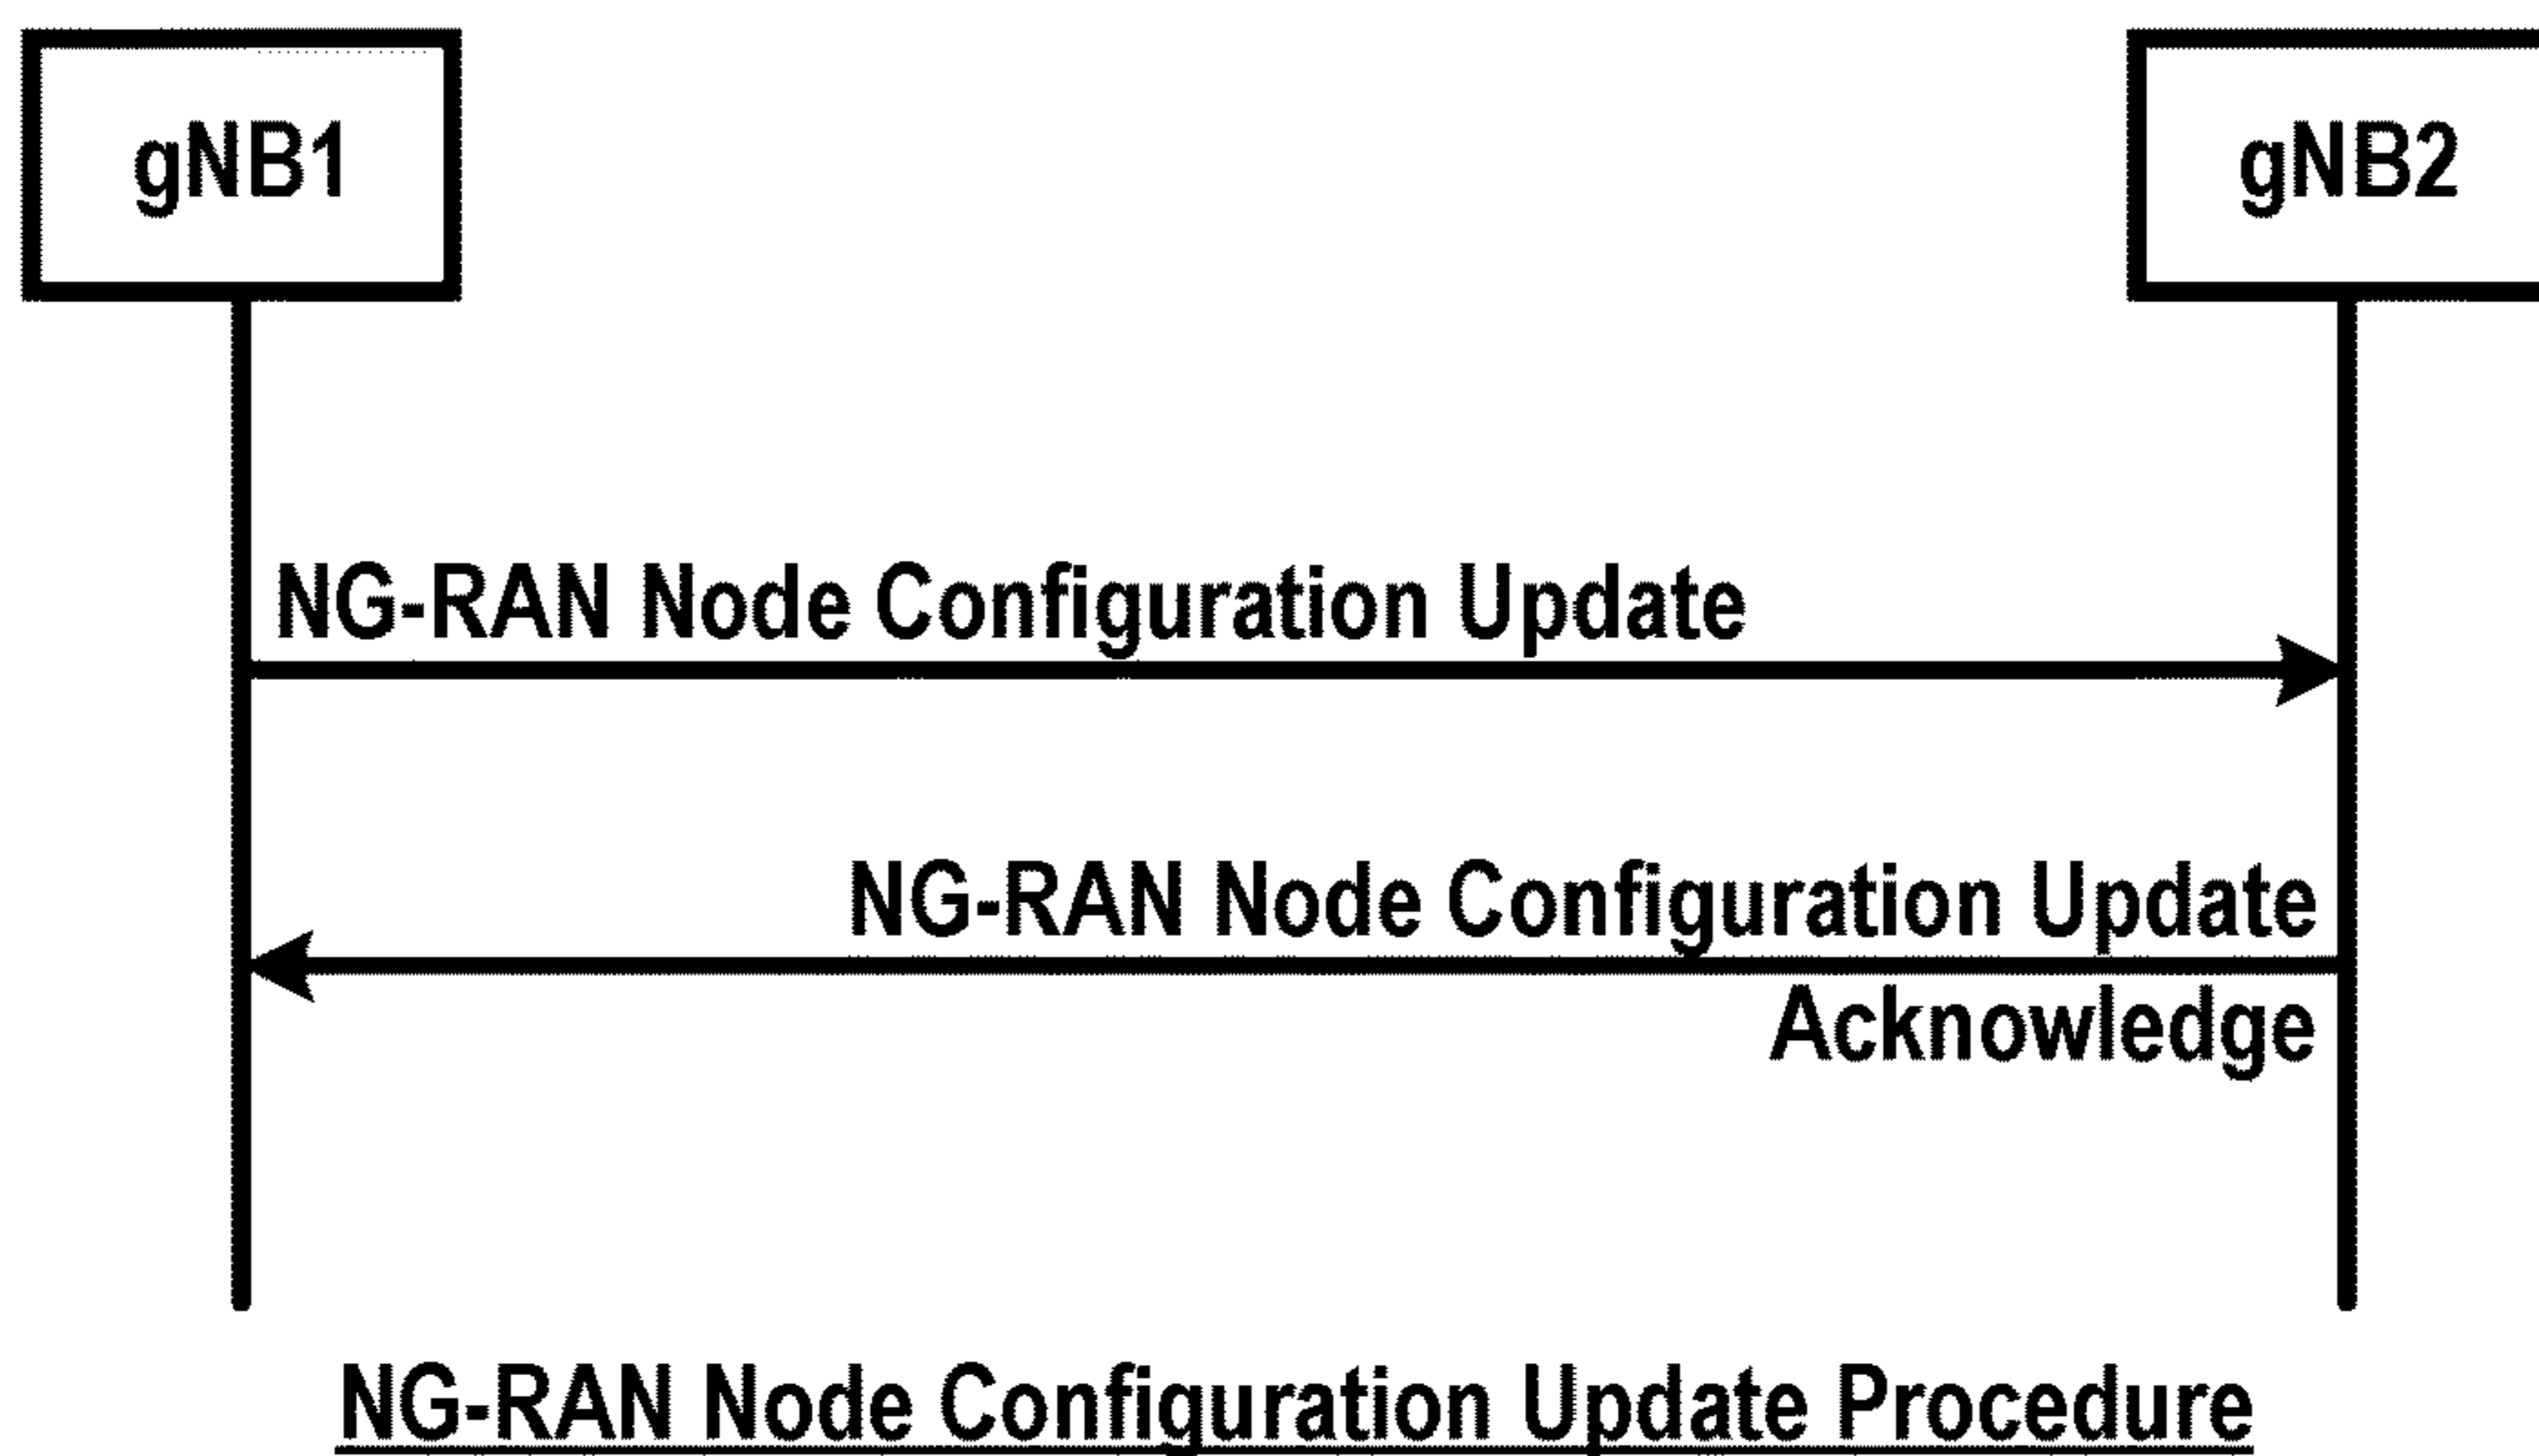 gNB1
gNB2
NG-RAN Node Configuration Update
NG-RAN Node Configuration Update
Acknowledge
NG-RAN Node Configuration Update Procedure